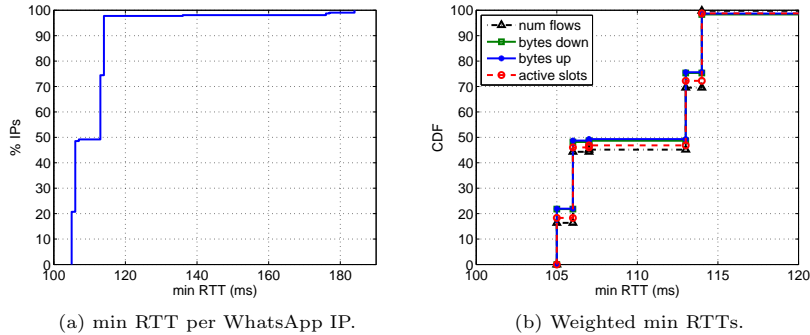 100
90
80
70
60
50
40
30
20
10
0
% IPs
100 120 140 160 180
min RTT (ms)
(a) min RTT per WhatsApp IP.
100
90
80
70
60
50
40
30
20
10
0
CDF
num flows
bytes down
bytes up
active slots
100 105 110 115 120
min RTT (ms)
(b) Weighted min RTTs.